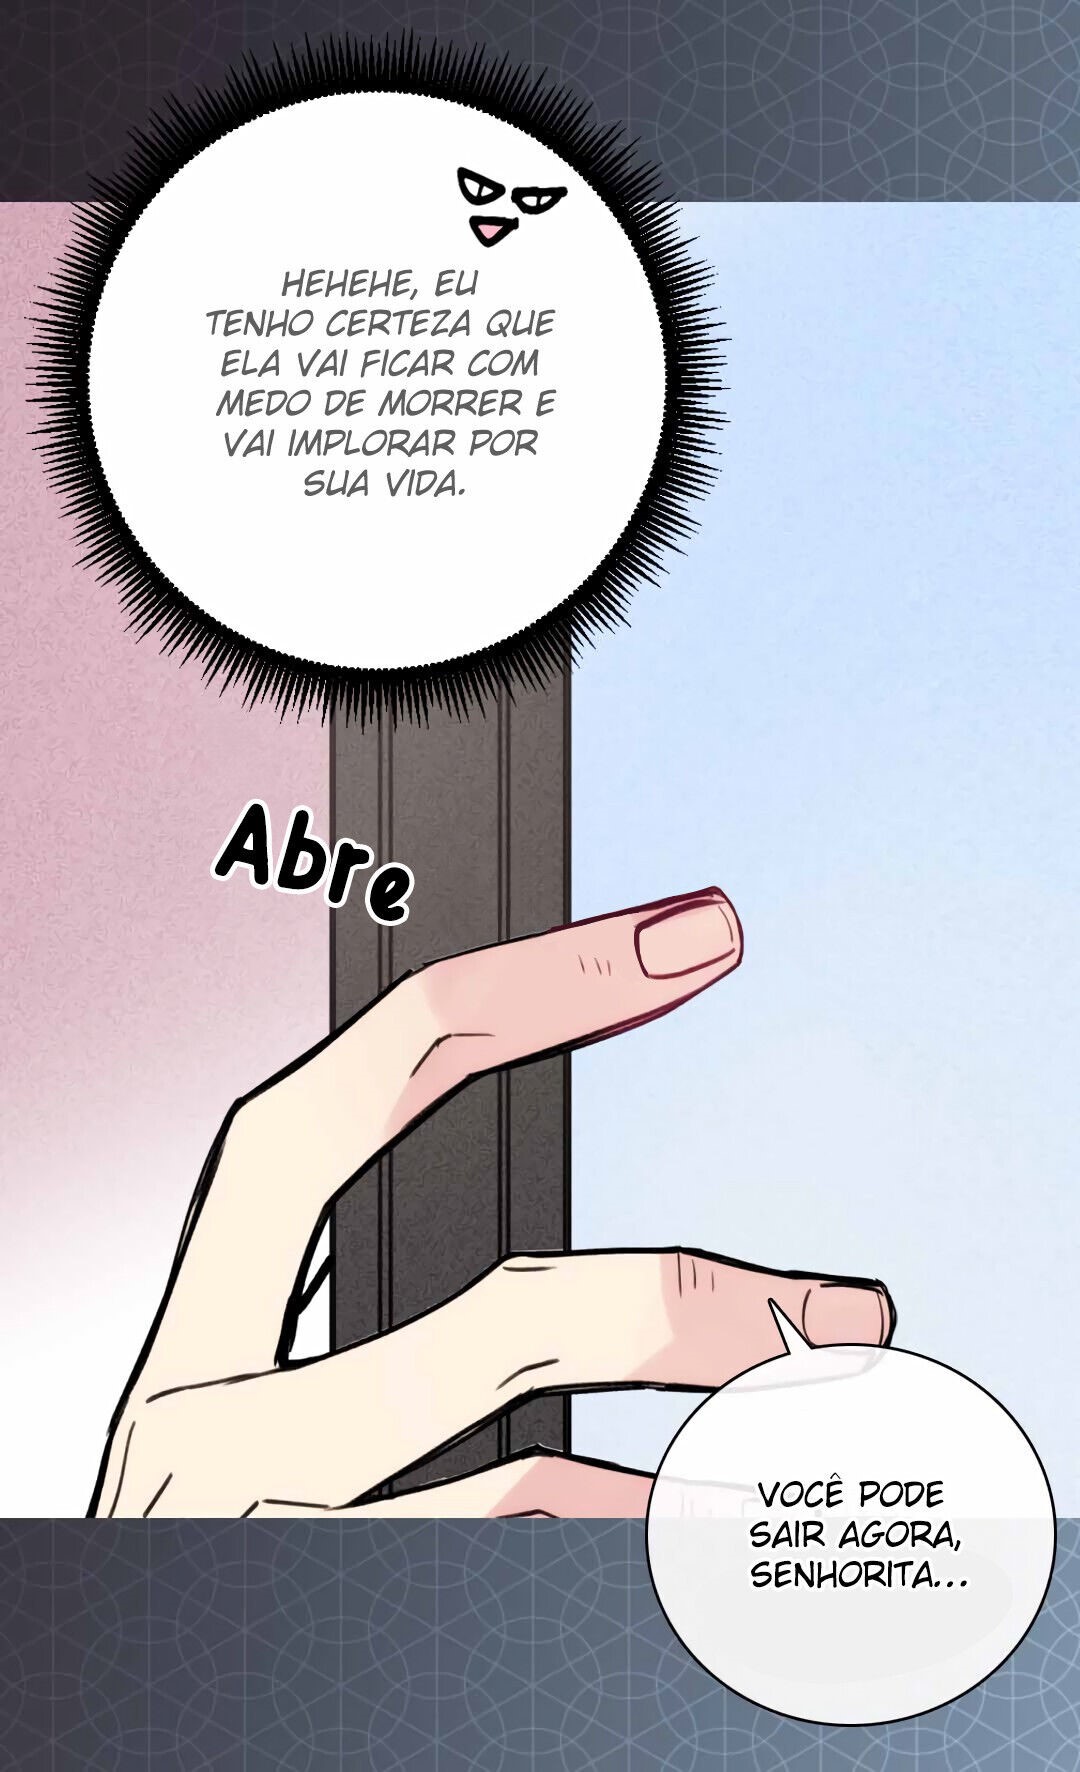 HEHEHE, EU
TENHO CERTEZA QUE
ELA VAI FICAR COM
MEDO DE MORRER E
VAI IMPLORAR POR
SUA VIDA.
Abre
VOCÊ PODE
SAIR AGORA,
SENHORITA...